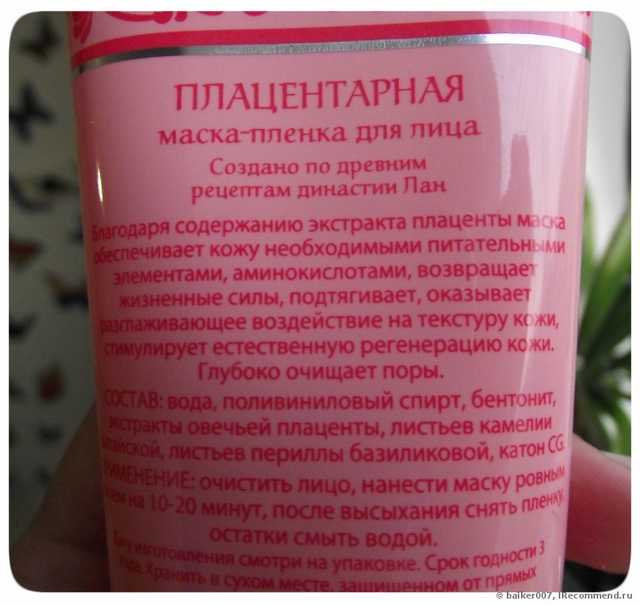 ПЛАЦЕНТАРНАЯ
маска-пленка для лица
Создано по древним
рецептам династии Лан
Благодаря содержанию экстракта плаценты маска
обеспечивает кожу необходимыми питательными
элементами, аминокислотами, возвращает
жизненные силы, подтягивает, оказывает
разглаживающее воздействие на текстуру кожи,
стимулирует естественную регенерацию кожи.
Глубоко очищает поры.
СОСТАВ: вода, поливиниловый спирт, бентонит,
экстракты овечьей плаценты, листьев камелии
китайской, листьев периллы базиликовой, катон CG.
ПРИМЕНЕНИЕ: очистить лицо, нанести маску ровным
на 10-20 минут, после высыхания снять пленку,
остатки смыть водой.
Дату изготовления смотри на упаковке. Срок годности 3
года. Хранить в сухом месте, защищенном от прямых
© balker007, IRecommend.ru